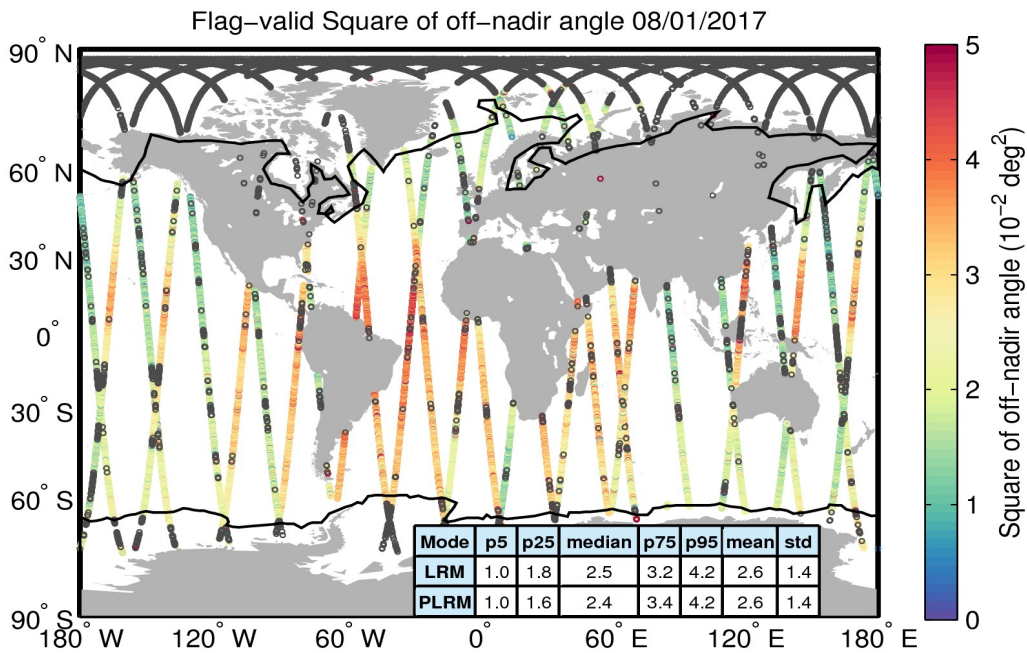 Flag−valid Square of off−nadir angle 08/01/2017
90° N
60° N
30° N
0°
30° S
60° S
90° S
180° W
120° W
60° W
0°
60° E
120° E
180° E
5
4
3
2
1
0
Square of off−nadir angle (10⁻² deg²)
Mode p5 p25 median p75 p95 mean std
LRM 1.0 1.8 2.5 3.2 4.2 2.6 1.4
PLRM 1.0 1.6 2.4 3.4 4.2 2.6 1.4